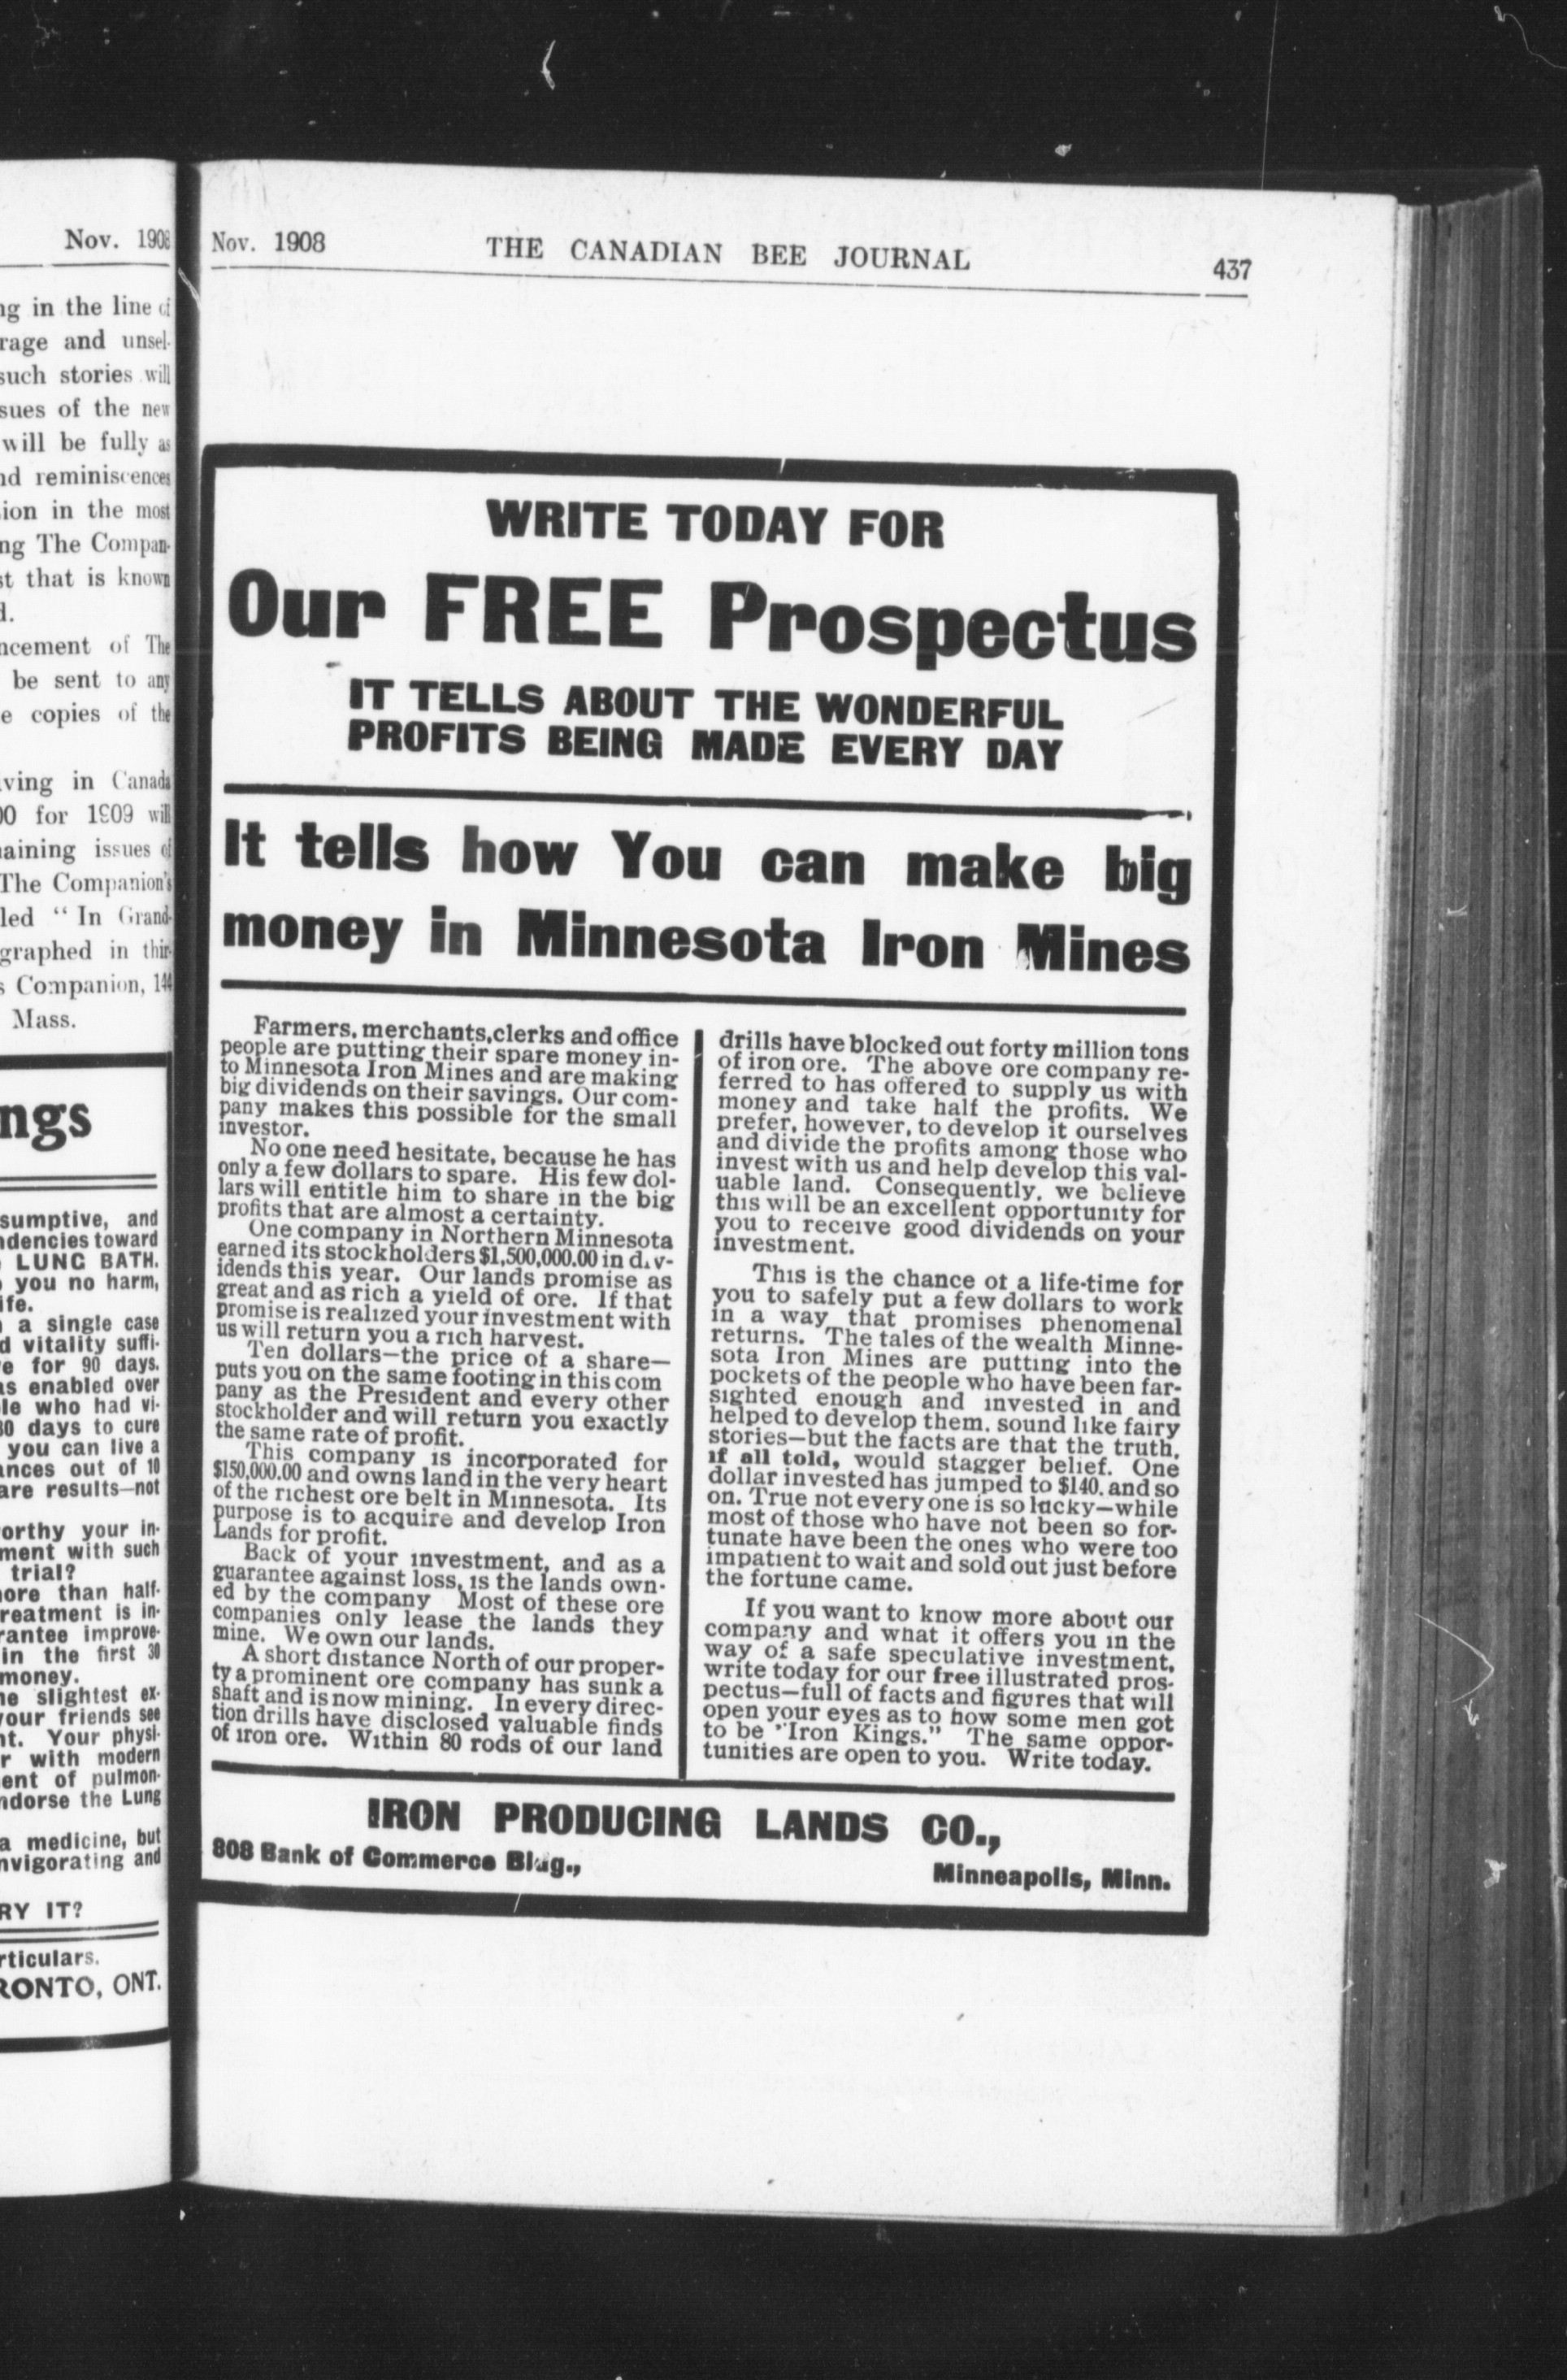 Nov. 1908
ng in the line of
rage and unsel-
such stories will
sues of the new
will be fully as
nd reminiscences
ion in the most
ng The Compan-
st that is known
d.
ncement of The
be sent to any
e copies of the
iving in Canada
00 for 1909 will
aining issues of
The Companion's
led "In Grand-
graphed in thir-
s Companion, 144
Mass.
ngs
sumptive, and
ndencies toward
LUNG BATH.
you no harm,
ife.
a single case
d vitality suffi-
e for 90 days.
as enabled over
le who had vi-
30 days to cure
you can live a
ances out of 10
are results—not
orthy your in-
ment with such
trial?
nore than half-
reatment is in-
rantee improve-
in the first 30
money.
ne slightest ex-
your friends see
nt. Your physi-
r with modern
ent of pulmon-
ndorse the Lung
a medicine, but
nvigorating and
RY IT?
rticulars.
RONTO, ONT.
Nov. 1908 THE CANADIAN BEE JOURNAL 437
WRITE TODAY FOR
Our FREE Prospectus
IT TELLS ABOUT THE WONDERFUL
PROFITS BEING MADE EVERY DAY
It tells how You can make big
money in Minnesota Iron Mines
Farmers, merchants, clerks and office
people are putting their spare money in-
to Minnesota Iron Mines and are making
big dividends on their savings. Our com-
pany makes this possible for the small
investor.
No one need hesitate, because he has
only a few dollars to spare. His few dol-
lars will entitle him to share in the big
profits that are almost a certainty.
One company in Northern Minnesota
earned its stockholders $1,500,000.00 in div-
idends this year. Our lands promise as
great and as rich a yield of ore. If that
promise is realized your investment with
us will return you a rich harvest.
Ten dollars—the price of a share—
puts you on the same footing in this com
pany as the President and every other
stockholder and will return you exactly
the same rate of profit.
This company is incorporated for
$150,000.00 and owns land in the very heart
of the richest ore belt in Minnesota. Its
purpose is to acquire and develop Iron
Lands for profit.
Back of your investment, and as a
guarantee against loss, is the lands own-
ed by the company Most of these ore
companies only lease the lands they
mine. We own our lands.
A short distance North of our proper-
ty a prominent ore company has sunk a
shaft and is now mining. In every direc-
tion drills have disclosed valuable finds
of iron ore. Within 80 rods of our land
drills have blocked out forty million tons
of iron ore. The above ore company re-
ferred to has offered to supply us with
money and take half the profits. We
prefer, however, to develop it ourselves
and divide the profits among those who
invest with us and help develop this val-
uable land. Consequently, we believe
this will be an excellent opportunity for
you to receive good dividends on your
investment.
This is the chance of a life-time for
you to safely put a few dollars to work
in a way that promises phenomenal
returns. The tales of the wealth Minne-
sota Iron Mines are putting into the
pockets of the people who have been far-
sighted enough and invested in and
helped to develop them, sound like fairy
stories—but the facts are that the truth,
if all told, would stagger belief. One
dollar invested has jumped to $140. and so
on. True not every one is so lucky—while
most of those who have not been so for-
tunate have been the ones who were too
impatient to wait and sold out just before
the fortune came.
If you want to know more about our
company and what it offers you in the
way of a safe speculative investment,
write today for our free illustrated pros-
pectus—full of facts and figures that will
open your eyes as to how some men got
to be "Iron Kings." The same oppor-
tunities are open to you. Write today.
IRON PRODUCING LANDS CO.,
808 Bank of Commerce Bldg., Minneapolis, Minn.